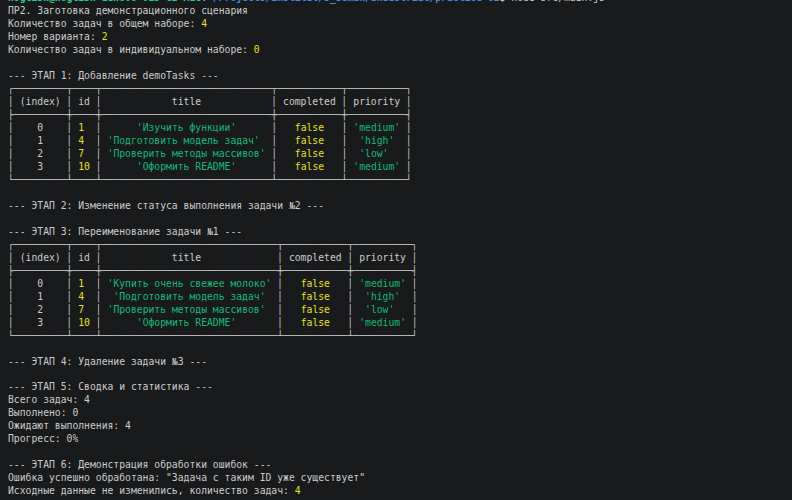 ПР2. Заготовка демонстрационного сценария
Количество задач в общем наборе: 4
Номер варианта: 2
Количество задач в индивидуальном наборе: 0
--- ЭТАП 1: Добавление demoTasks ---
(index) id title completed priority
0 1 'Изучить функции' false 'medium'
1 4 'Подготовить модель задач' false 'high'
2 7 'Проверить методы массивов' false 'low'
3 10 'Оформить README' false 'medium'
--- ЭТАП 2: Изменение статуса выполнения задачи №2 ---
--- ЭТАП 3: Переименование задачи №1 ---
(index) id title completed priority
0 1 'Купить очень свежее молоко' false 'medium'
1 4 'Подготовить модель задач' false 'high'
2 7 'Проверить методы массивов' false 'low'
3 10 'Оформить README' false 'medium'
--- ЭТАП 4: Удаление задачи №3 ---
--- ЭТАП 5: Сводка и статистика ---
Всего задач: 4
Выполнено: 0
Ожидают выполнения: 4
Прогресс: 0%
--- ЭТАП 6: Демонстрация обработки ошибок ---
Ошибка успешно обработана: "Задача с таким ID уже существует"
Исходные данные не изменились, количество задач: 4